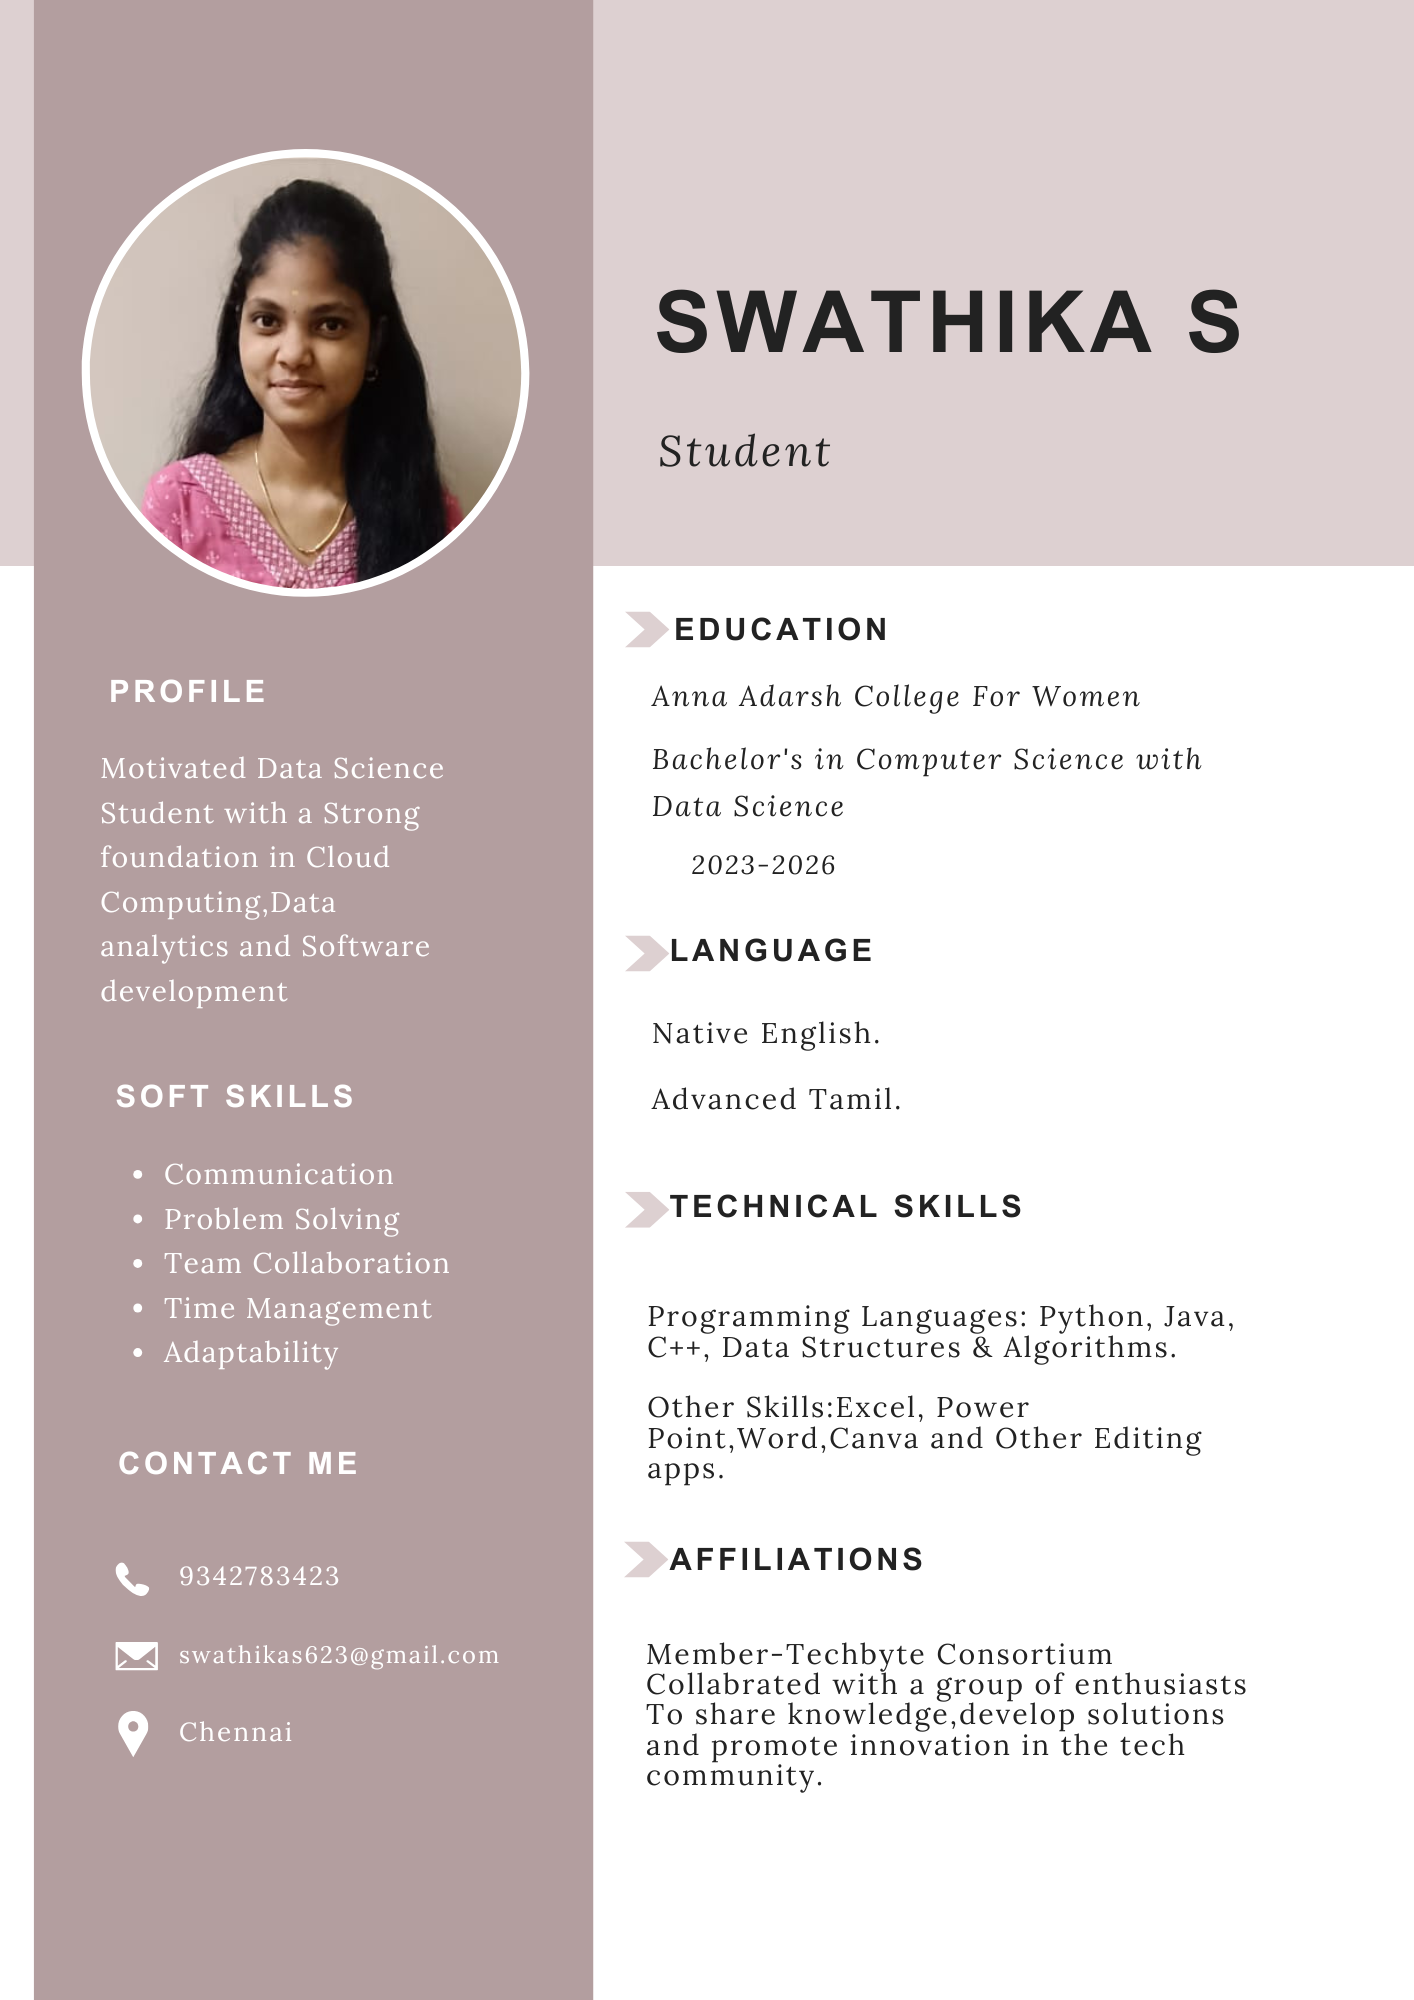 SWATHIKA S
Student
PROFILE
Motivated Data Science
Student with a Strong
foundation in Cloud
Computing,Data
analytics and Software
development
SOFT SKILLS
• Communication
• Problem Solving
• Team Collaboration
• Time Management
• Adaptability
CONTACT ME
9342783423
swathikas623@gmail.com
Chennai
EDUCATION
Anna Adarsh College For Women
Bachelor's in Computer Science with
Data Science
2023-2026
LANGUAGE
Native English.
Advanced Tamil.
TECHNICAL SKILLS
Programming Languages: Python, Java,
C++, Data Structures & Algorithms.
Other Skills:Excel, Power
Point,Word,Canva and Other Editing
apps.
AFFILIATIONS
Member-Techbyte Consortium
Collabrated with a group of enthusiasts
To share knowledge,develop solutions
and promote innovation in the tech
community.